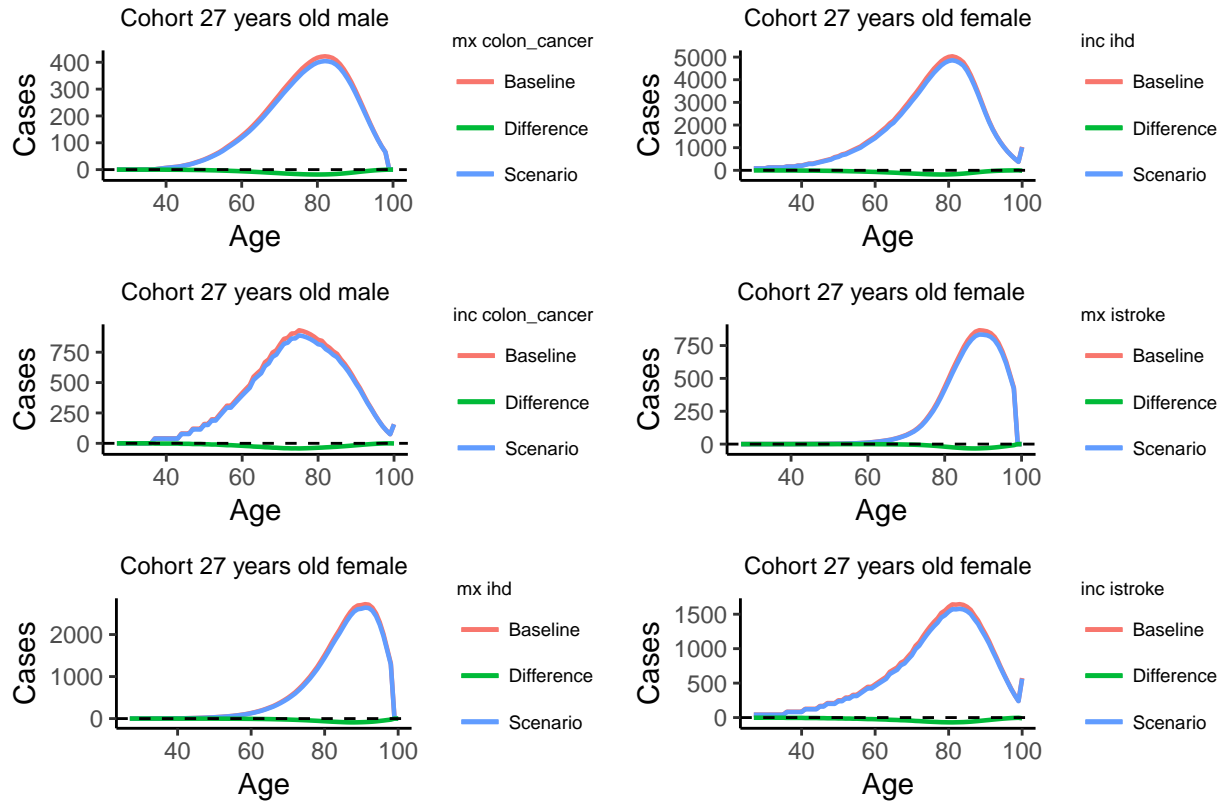 Cohort 27 years old male
Cases
400
300
200
100
0
40 60 80 100
Age
mx colon_cancer
Baseline
Difference
Scenario
Cohort 27 years old female
Cases
5000
4000
3000
2000
1000
0
40 60 80 100
Age
inc ihd
Baseline
Difference
Scenario
Cohort 27 years old male
Cases
750
500
250
0
40 60 80 100
Age
inc colon_cancer
Baseline
Difference
Scenario
Cohort 27 years old female
Cases
750
500
250
0
40 60 80 100
Age
mx istroke
Baseline
Difference
Scenario
Cohort 27 years old female
Cases
2000
1000
0
40 60 80 100
Age
mx ihd
Baseline
Difference
Scenario
Cohort 27 years old female
Cases
1500
1000
500
0
40 60 80 100
Age
inc istroke
Baseline
Difference
Scenario